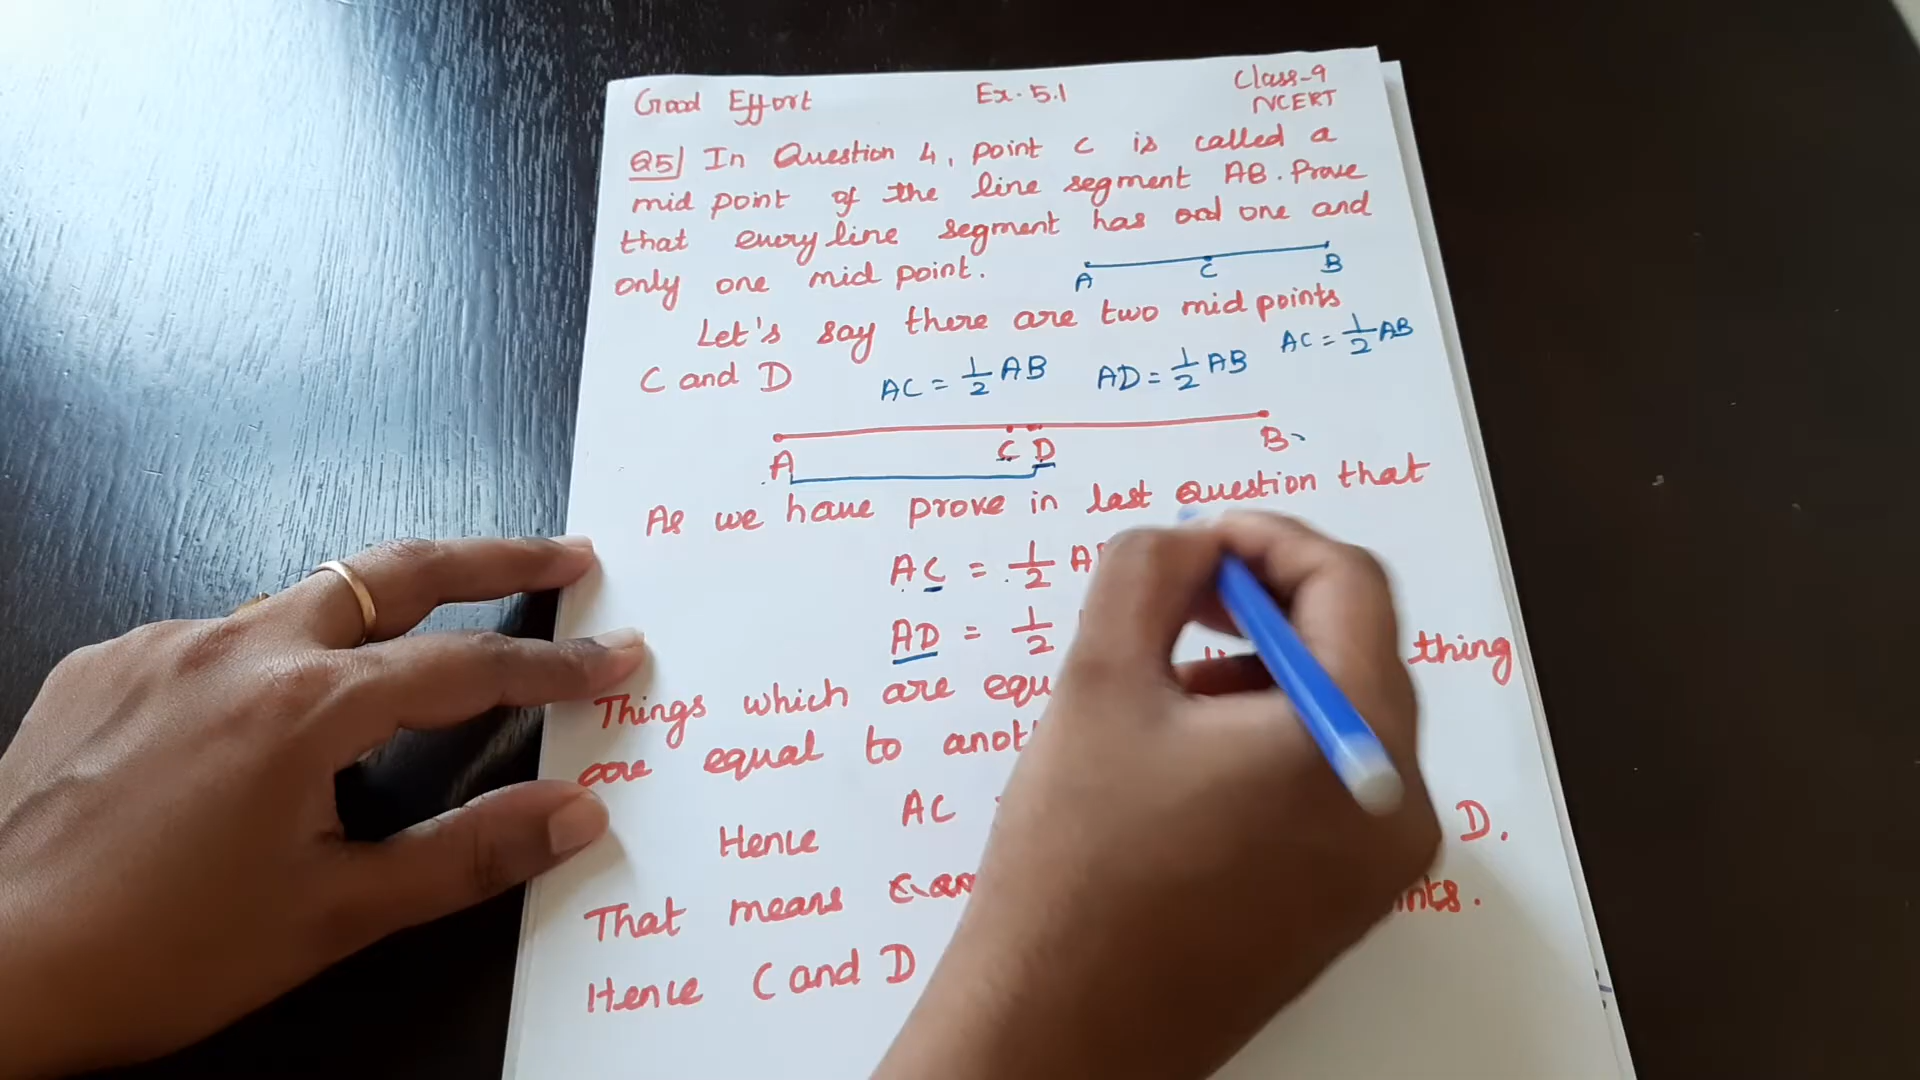 Good Effort Ex. 5.1 Class-9
NCERT
Q5) In Question 4, point C is called a
mid point of the line segment AB. Prove
that every line segment has one and
only one mid point.
A C B
Let's say there are two mid points
C and D AC = 1/2 AB AD = 1/2 AB AC = 1/2 AB
A C D B
As we have prove in last Question that
AC = 1/2 A
AD = 1/2
Things which are equ thing
are equal to anot
Hence AC D.
That means
Hence C and D